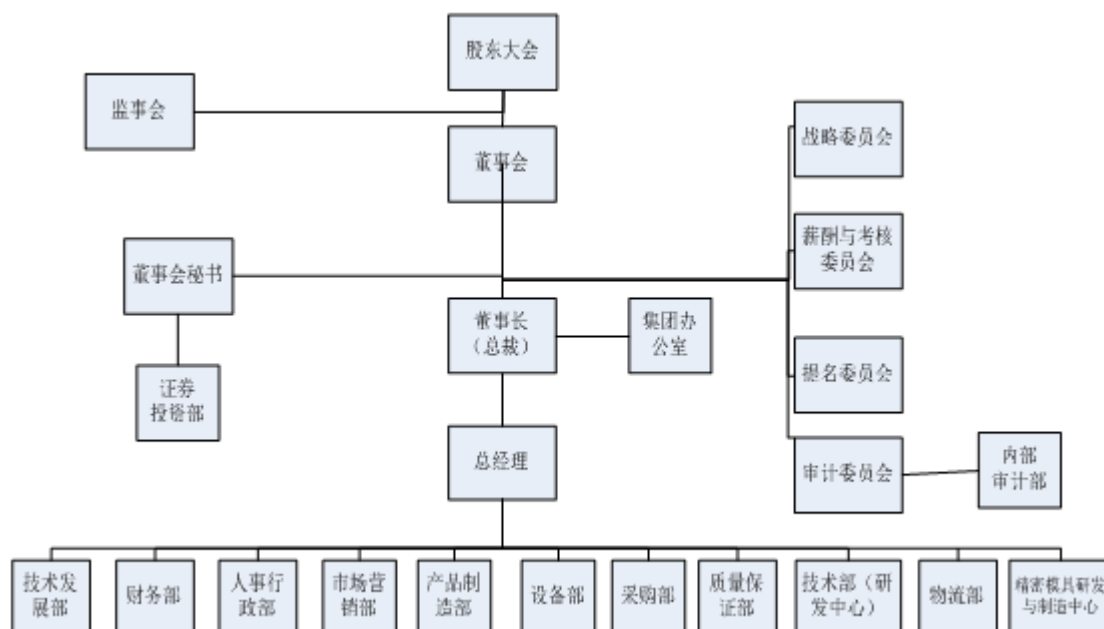 股东大会
监事会
董事会
战略委员会
薪酬与考核
委员会
董事会秘书
董事长
（总裁）
集团办
公室
提名委员会
证券
投资部
总经理
审计委员会
内部
审计部
技术发
展部
财务部
人事行
政部
市场营
销部
产品制
造部
设备部
采购部
质量保
证部
技术部（研
发中心）
物流部
精密模具研发
与制造中心